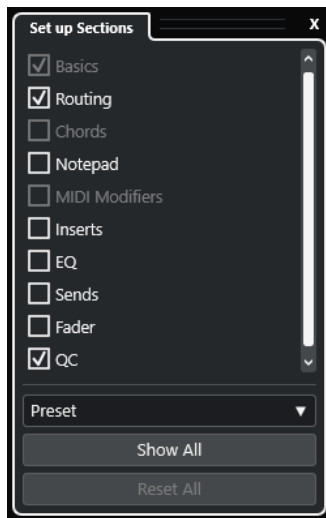 Set up Sections
X
Basics
Routing
Chords
Notepad
MIDI Modifiers
Inserts
EQ
Sends
Fader
QC
Preset
Show All
Reset All